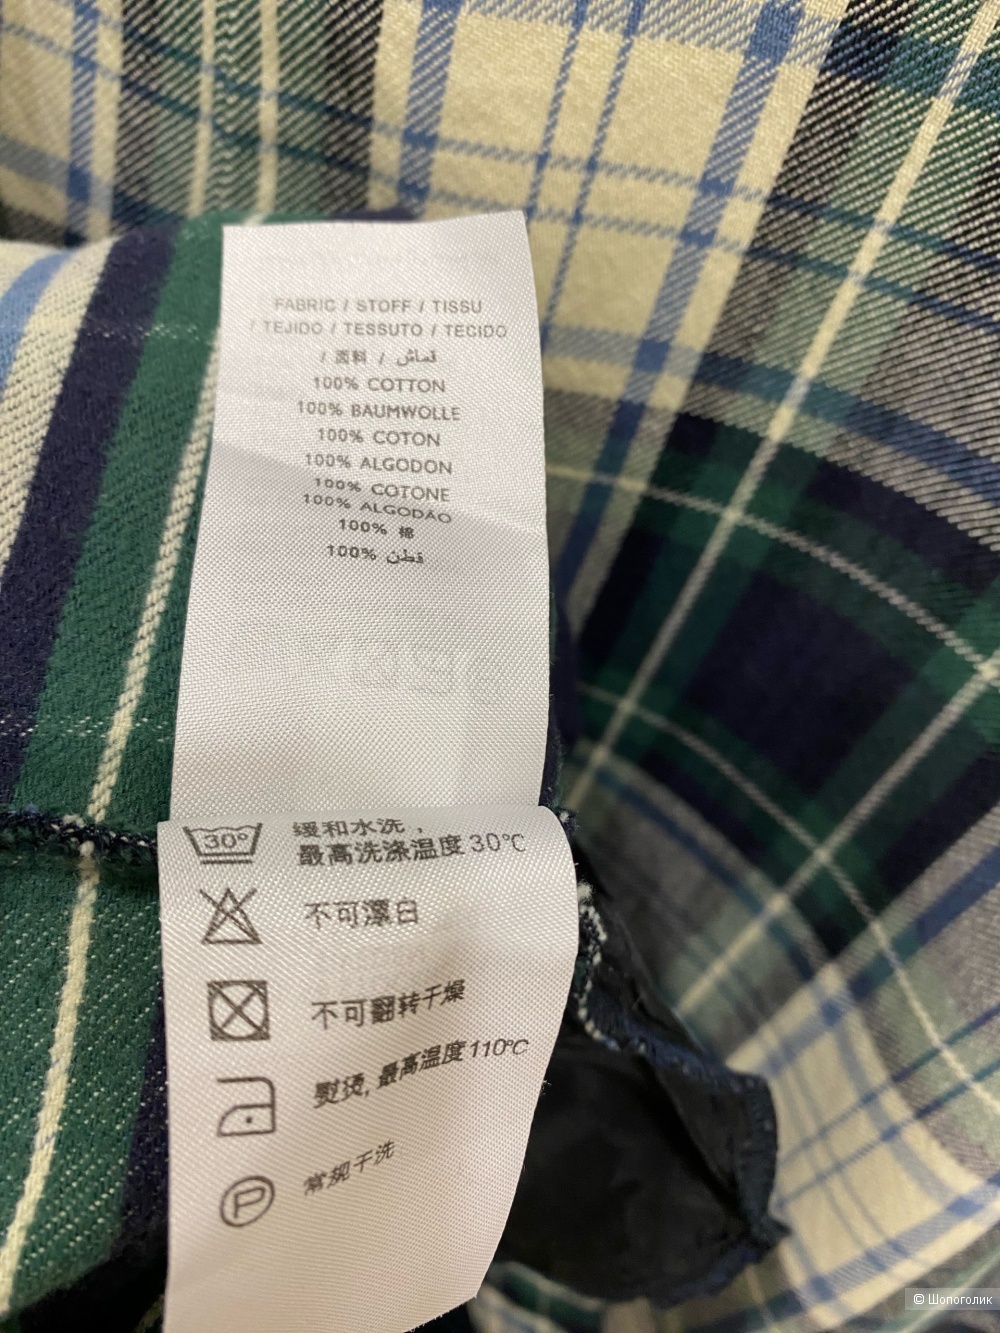 FABRIC / STOFF / TISSU
/ TEJIDO / TESSUTO / TECIDO
/ 面料 / قماش
100% COTTON
100% BAUMWOLLE
100% COTON
100% ALGODON
100% COTONE
100% ALGODAO
100% 棉
100% قطن
30° 缓和水洗，
最高洗涤温度30℃
不可漂白
不可翻转干燥
熨烫, 最高温度110℃
P 常规干洗
© Шопоголик